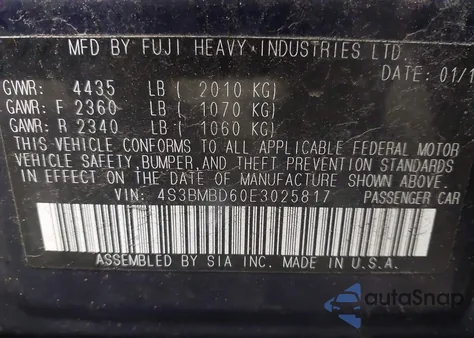 MFD BY FUJI HEAVY INDUSTRIES LTD.
DATE: 01/1
GVWR: 4435 LB ( 2010 KG)
GAWR: F 2360 LB ( 1070 KG)
GAWR: R 2340 LB ( 1060 KG)
THIS VEHICLE CONFORMS TO ALL APPLICABLE FEDERAL MOTOR
VEHICLE SAFETY, BUMPER, AND THEFT PREVENTION STANDARDS
IN EFFECT ON THE DATE OF MANUFACTURE SHOWN ABOVE.
VIN: 4S3BMBD60E3025817 PASSENGER CAR
ASSEMBLED BY SIA INC. MADE IN U.S.A.
autoSnap